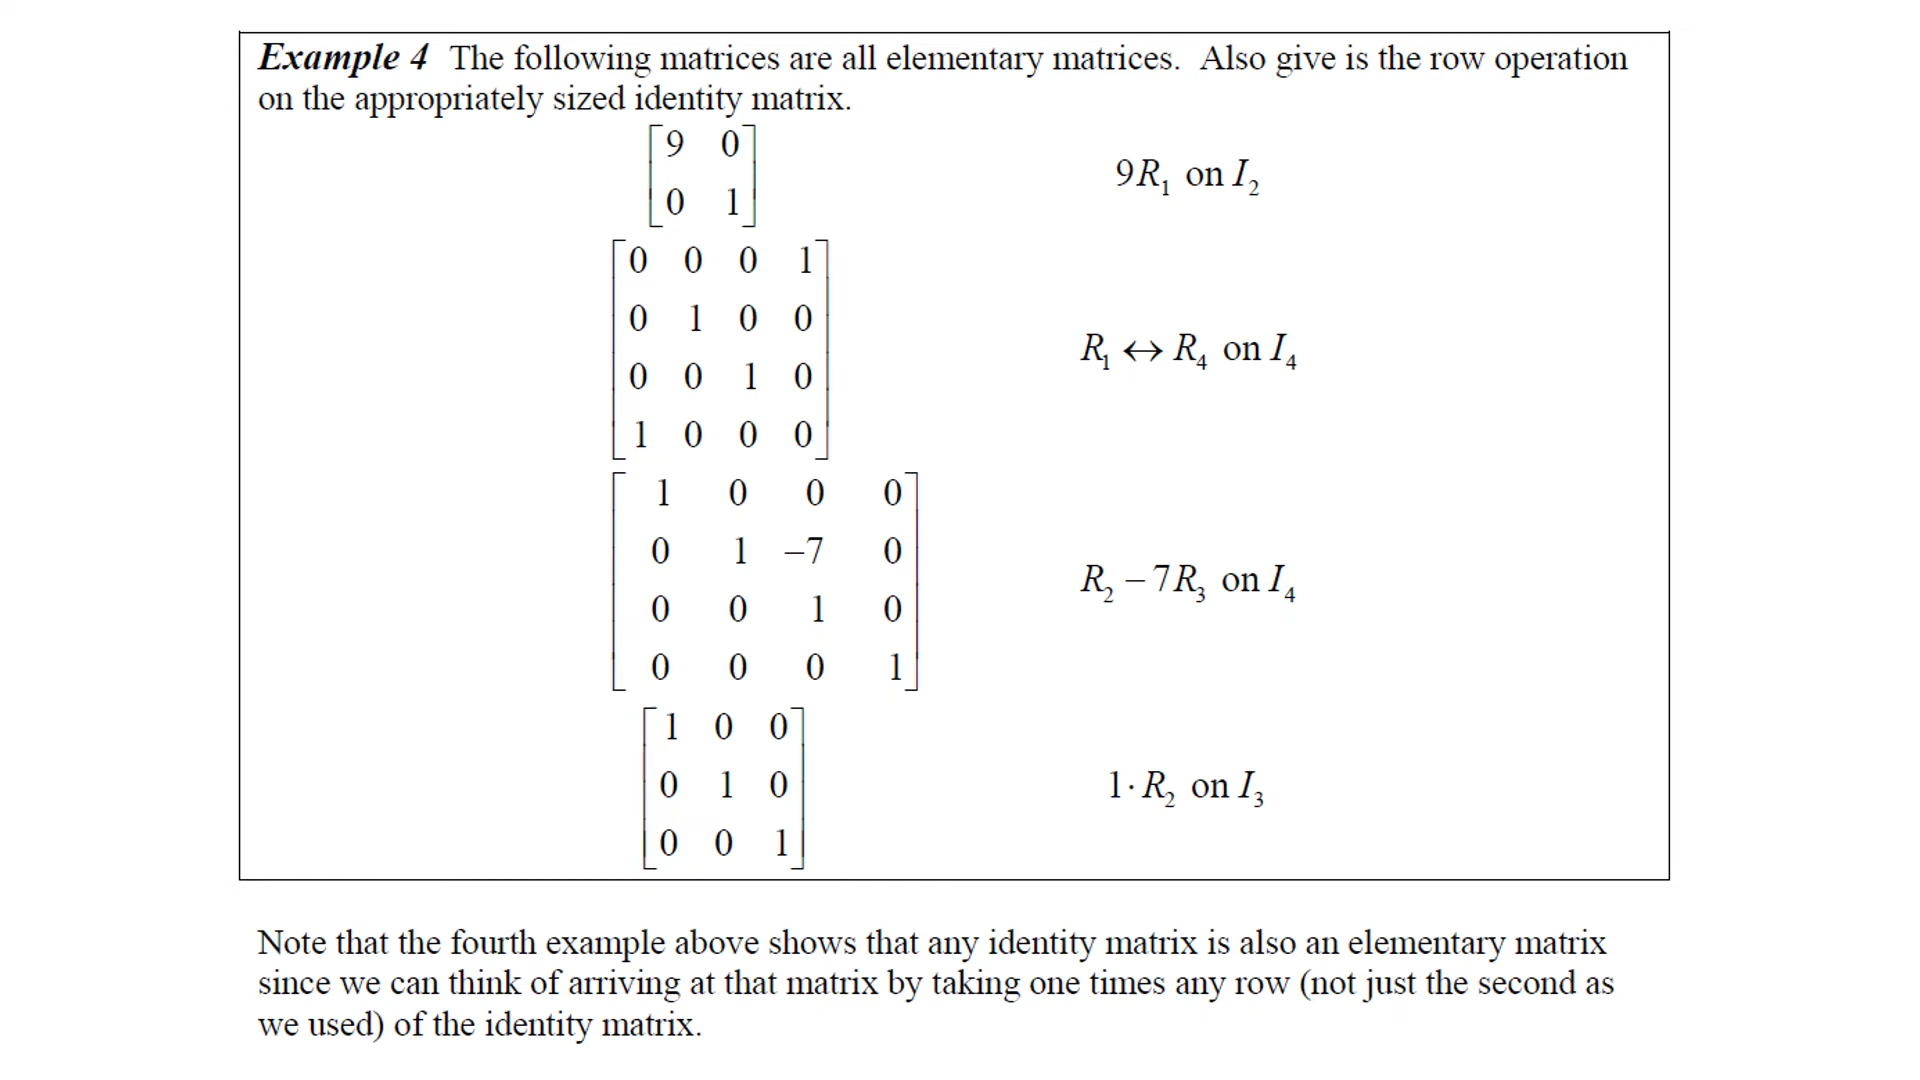 Example 4 The following matrices are all elementary matrices. Also give is the row operation
on the appropriately sized identity matrix.
[9 0
0 1] 9R₁ on I₂
[0 0 0 1
0 1 0 0
0 0 1 0
1 0 0 0] R₁ ↔ R₄ on I₄
[1 0 0 0
0 1 –7 0
0 0 1 0
0 0 0 1] R₂ – 7R₃ on I₄
[1 0 0
0 1 0
0 0 1] 1· R₂ on I₃
Note that the fourth example above shows that any identity matrix is also an elementary matrix
since we can think of arriving at that matrix by taking one times any row (not just the second as
we used) of the identity matrix.